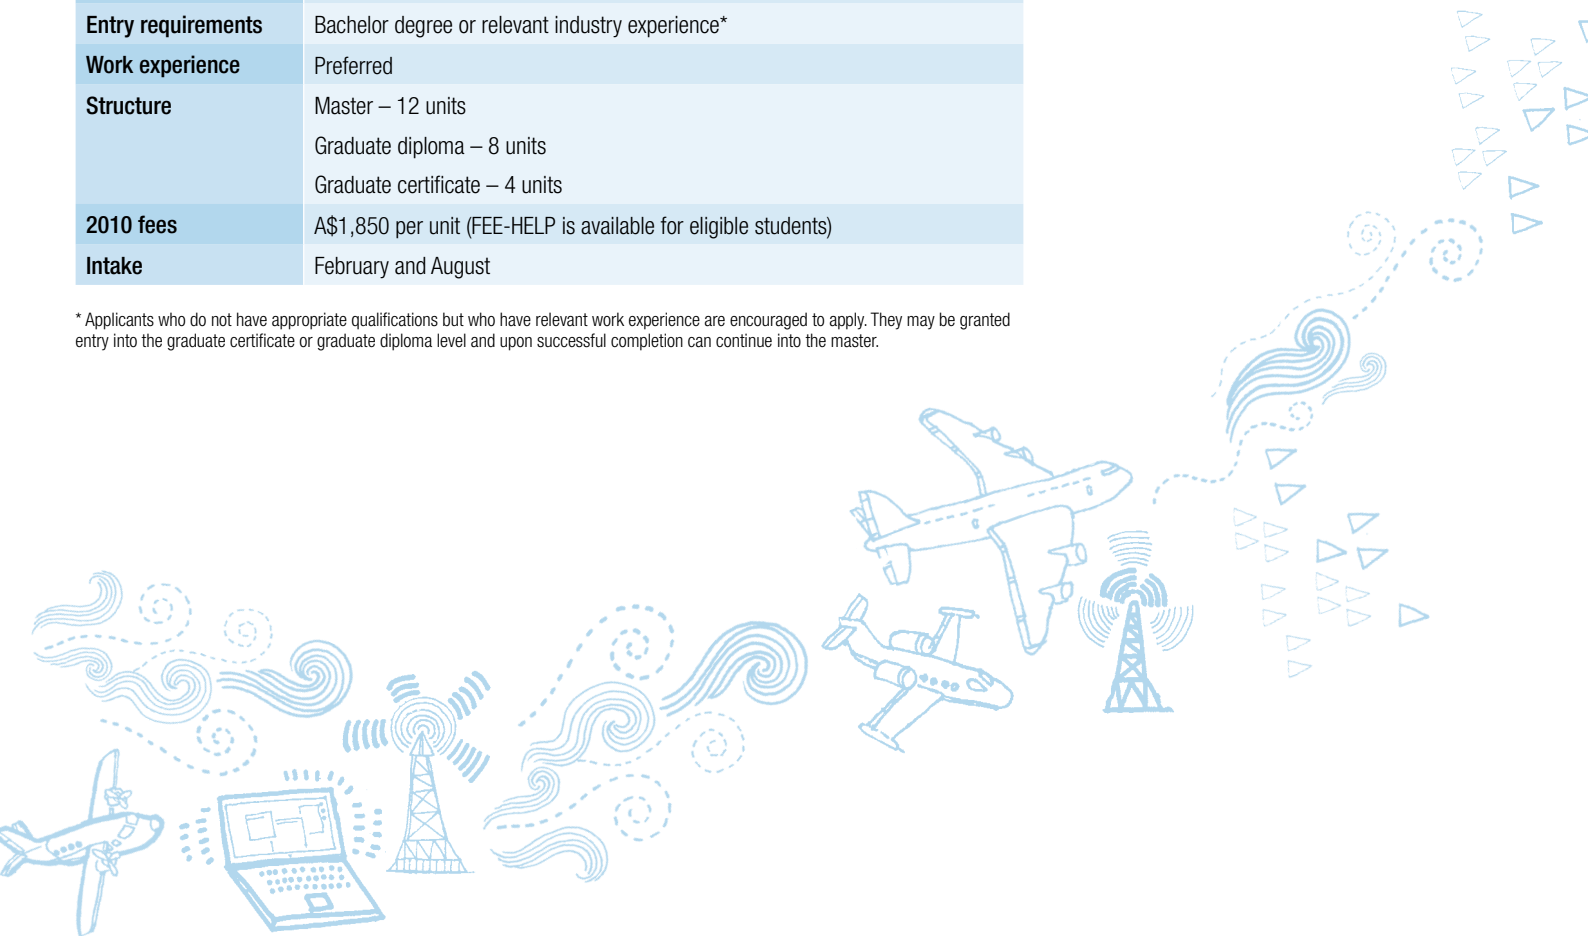 Entry requirements Bachelor degree or relevant industry experience*
Work experience Preferred
Structure Master – 12 units
Graduate diploma – 8 units
Graduate certificate – 4 units
2010 fees A$1,850 per unit (FEE-HELP is available for eligible students)
Intake February and August
* Applicants who do not have appropriate qualifications but who have relevant work experience are encouraged to apply. They may be granted
entry into the graduate certificate or graduate diploma level and upon successful completion can continue into the master.